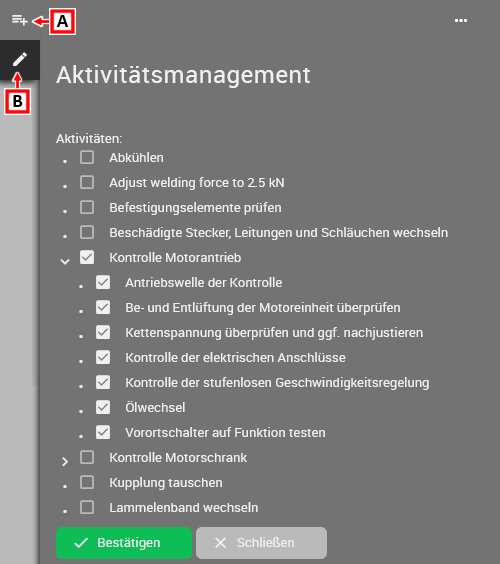 A
B
Aktivitätsmanagement
Aktivitäten:
Abkühlen
Adjust welding force to 2.5 kN
Befestigungselemente prüfen
Beschädigte Stecker, Leitungen und Schläuchen wechseln
Kontrolle Motorantrieb
Antriebswelle der Kontrolle
Be- und Entlüftung der Motoreinheit überprüfen
Kettenspannung überprüfen und ggf. nachjustieren
Kontrolle der elektrischen Anschlüsse
Kontrolle der stufenlosen Geschwindigkeitsregelung
Ölwechsel
Vorortschalter auf Funktion testen
Kontrolle Motorschrank
Kupplung tauschen
Lammelenband wechseln
Bestätigen Schließen